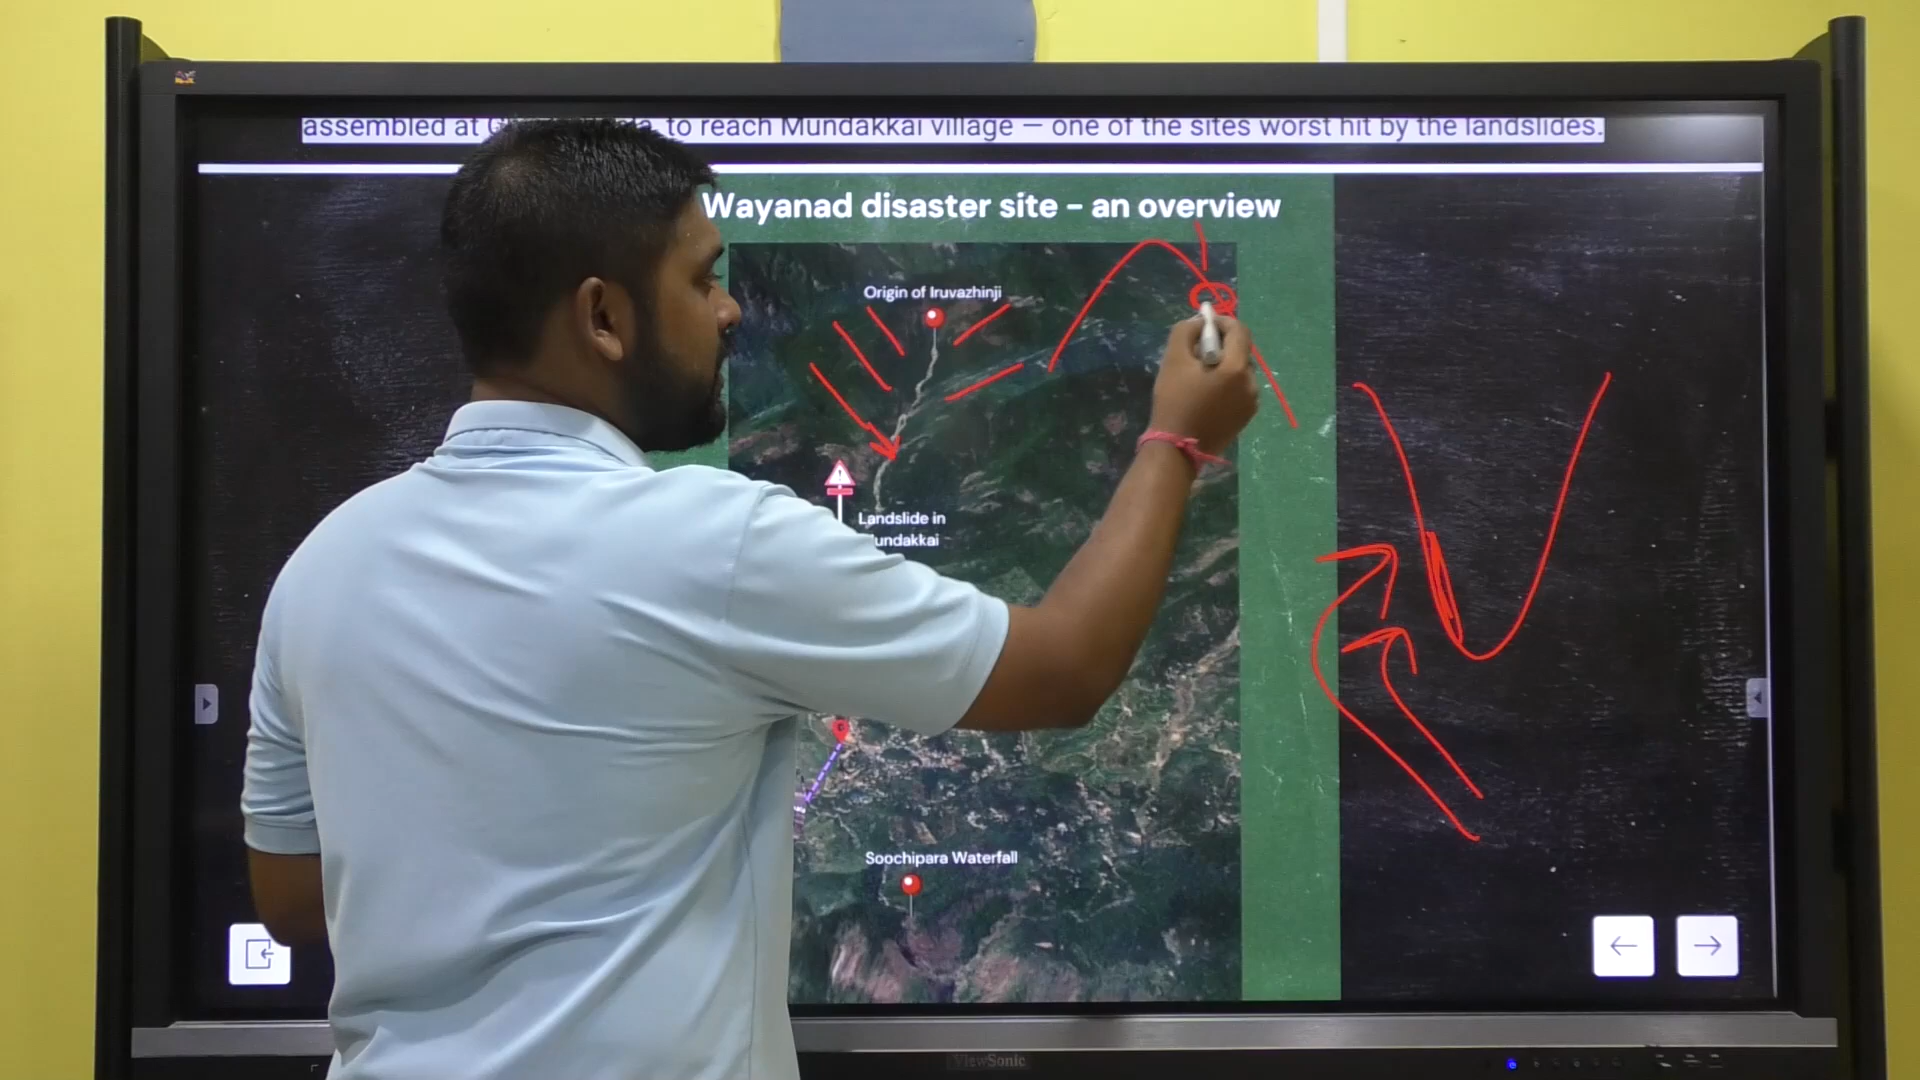 assembled at to reach Mundakkai village — one of the sites worst hit by the landslides.
Wayanad disaster site - an overview
Origin of Iruvazhinji
Landslide in
Soochipara Waterfall
ViewSonic